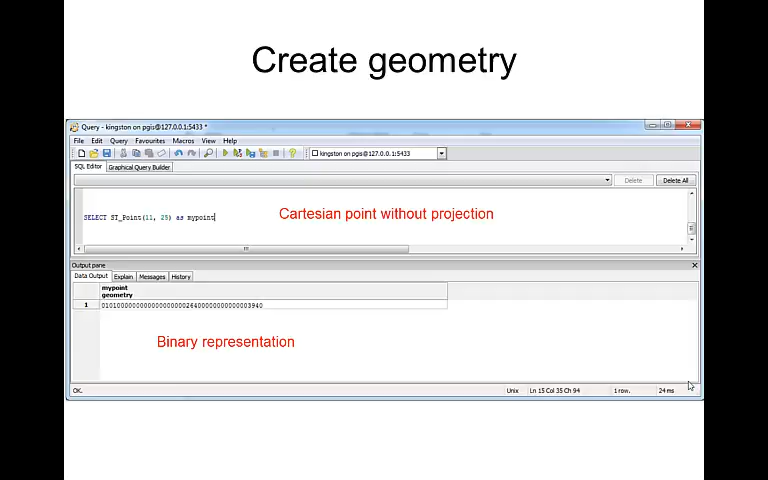 Create geometry
Query - kingston on pgis@127.0.0.1:5433 *
File Edit Query Favourites Macros View Help
kingston on pgis@127.0.0.1:5433
SQL Editor Graphical Query Builder
Delete Delete All
SELECT ST_Point(11, 25) as mypoint
Cartesian point without projection
Output pane
Data Output Explain Messages History
mypoint
geometry
Binary representation
OK. Unix Ln 15 Col 35 Ch 94 1 row. 24 ms